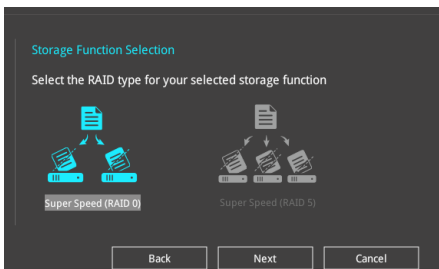 Storage Function Selection
Select the RAID type for your selected storage function
Super Speed (RAID 0)
Super Speed (RAID 5)
Back
Next
Cancel